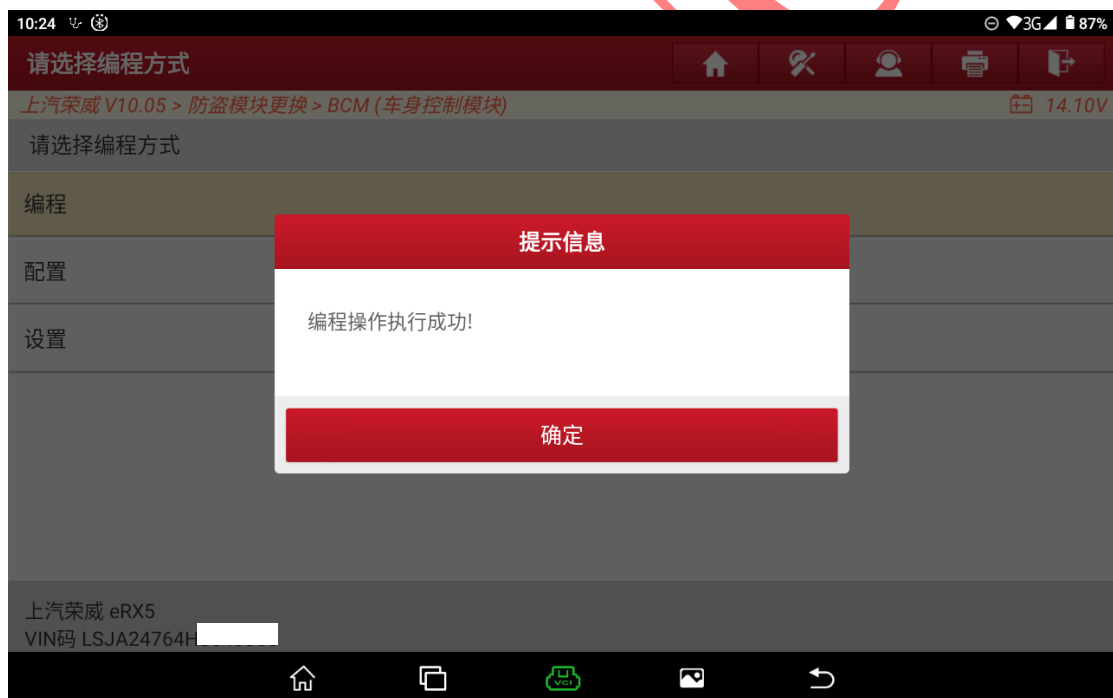 10:24 3G 87%
请选择编程方式
上汽荣威 V10.05 > 防盗模块更换 > BCM (车身控制模块) 14.10V
请选择编程方式
编程
提示信息
配置
编程操作执行成功!
设置
确定
上汽荣威 eRX5
VIN码 LSJA24764H
VCI